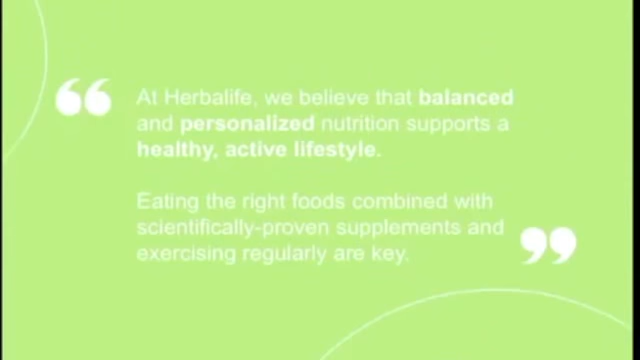 “
At Herbalife, we believe that balanced
and personalized nutrition supports a
healthy, active lifestyle.
Eating the right foods combined with
scientifically-proven supplements and
exercising regularly are key.
”